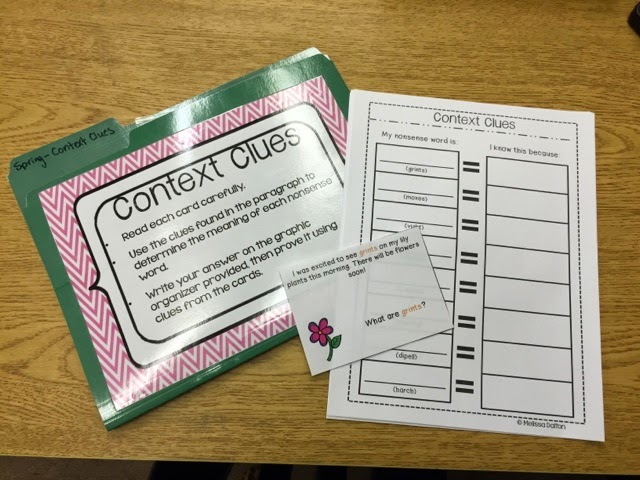 Spring-Context Clues
Context Clues
Read each card carefully.
Use the clues found in the paragraph to
determine the meaning of each nonsense
word.
Write your answer on the graphic
organizer provided, then prove it using
clues from the cards.
Context Clues
My nonsense word is:
I know this because:
(grints)
=
(moxes)
=
=
=
=
=
(dipell)
=
(harch)
=
© Melissa Dalton
I was excited to see grints on my lily
plants this morning. There will be flowers
soon!
What are grints?